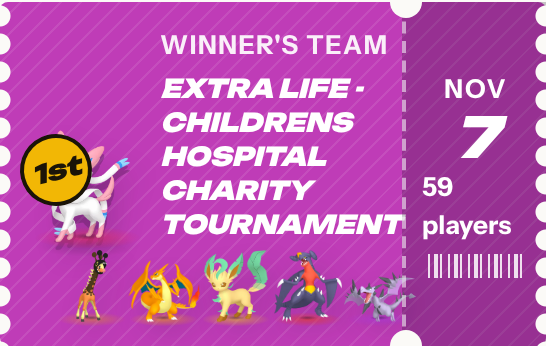 WINNER'S TEAM
EXTRA LIFE -
CHILDRENS
HOSPITAL
CHARITY
TOURNAMENT
1st
NOV
7
59
players